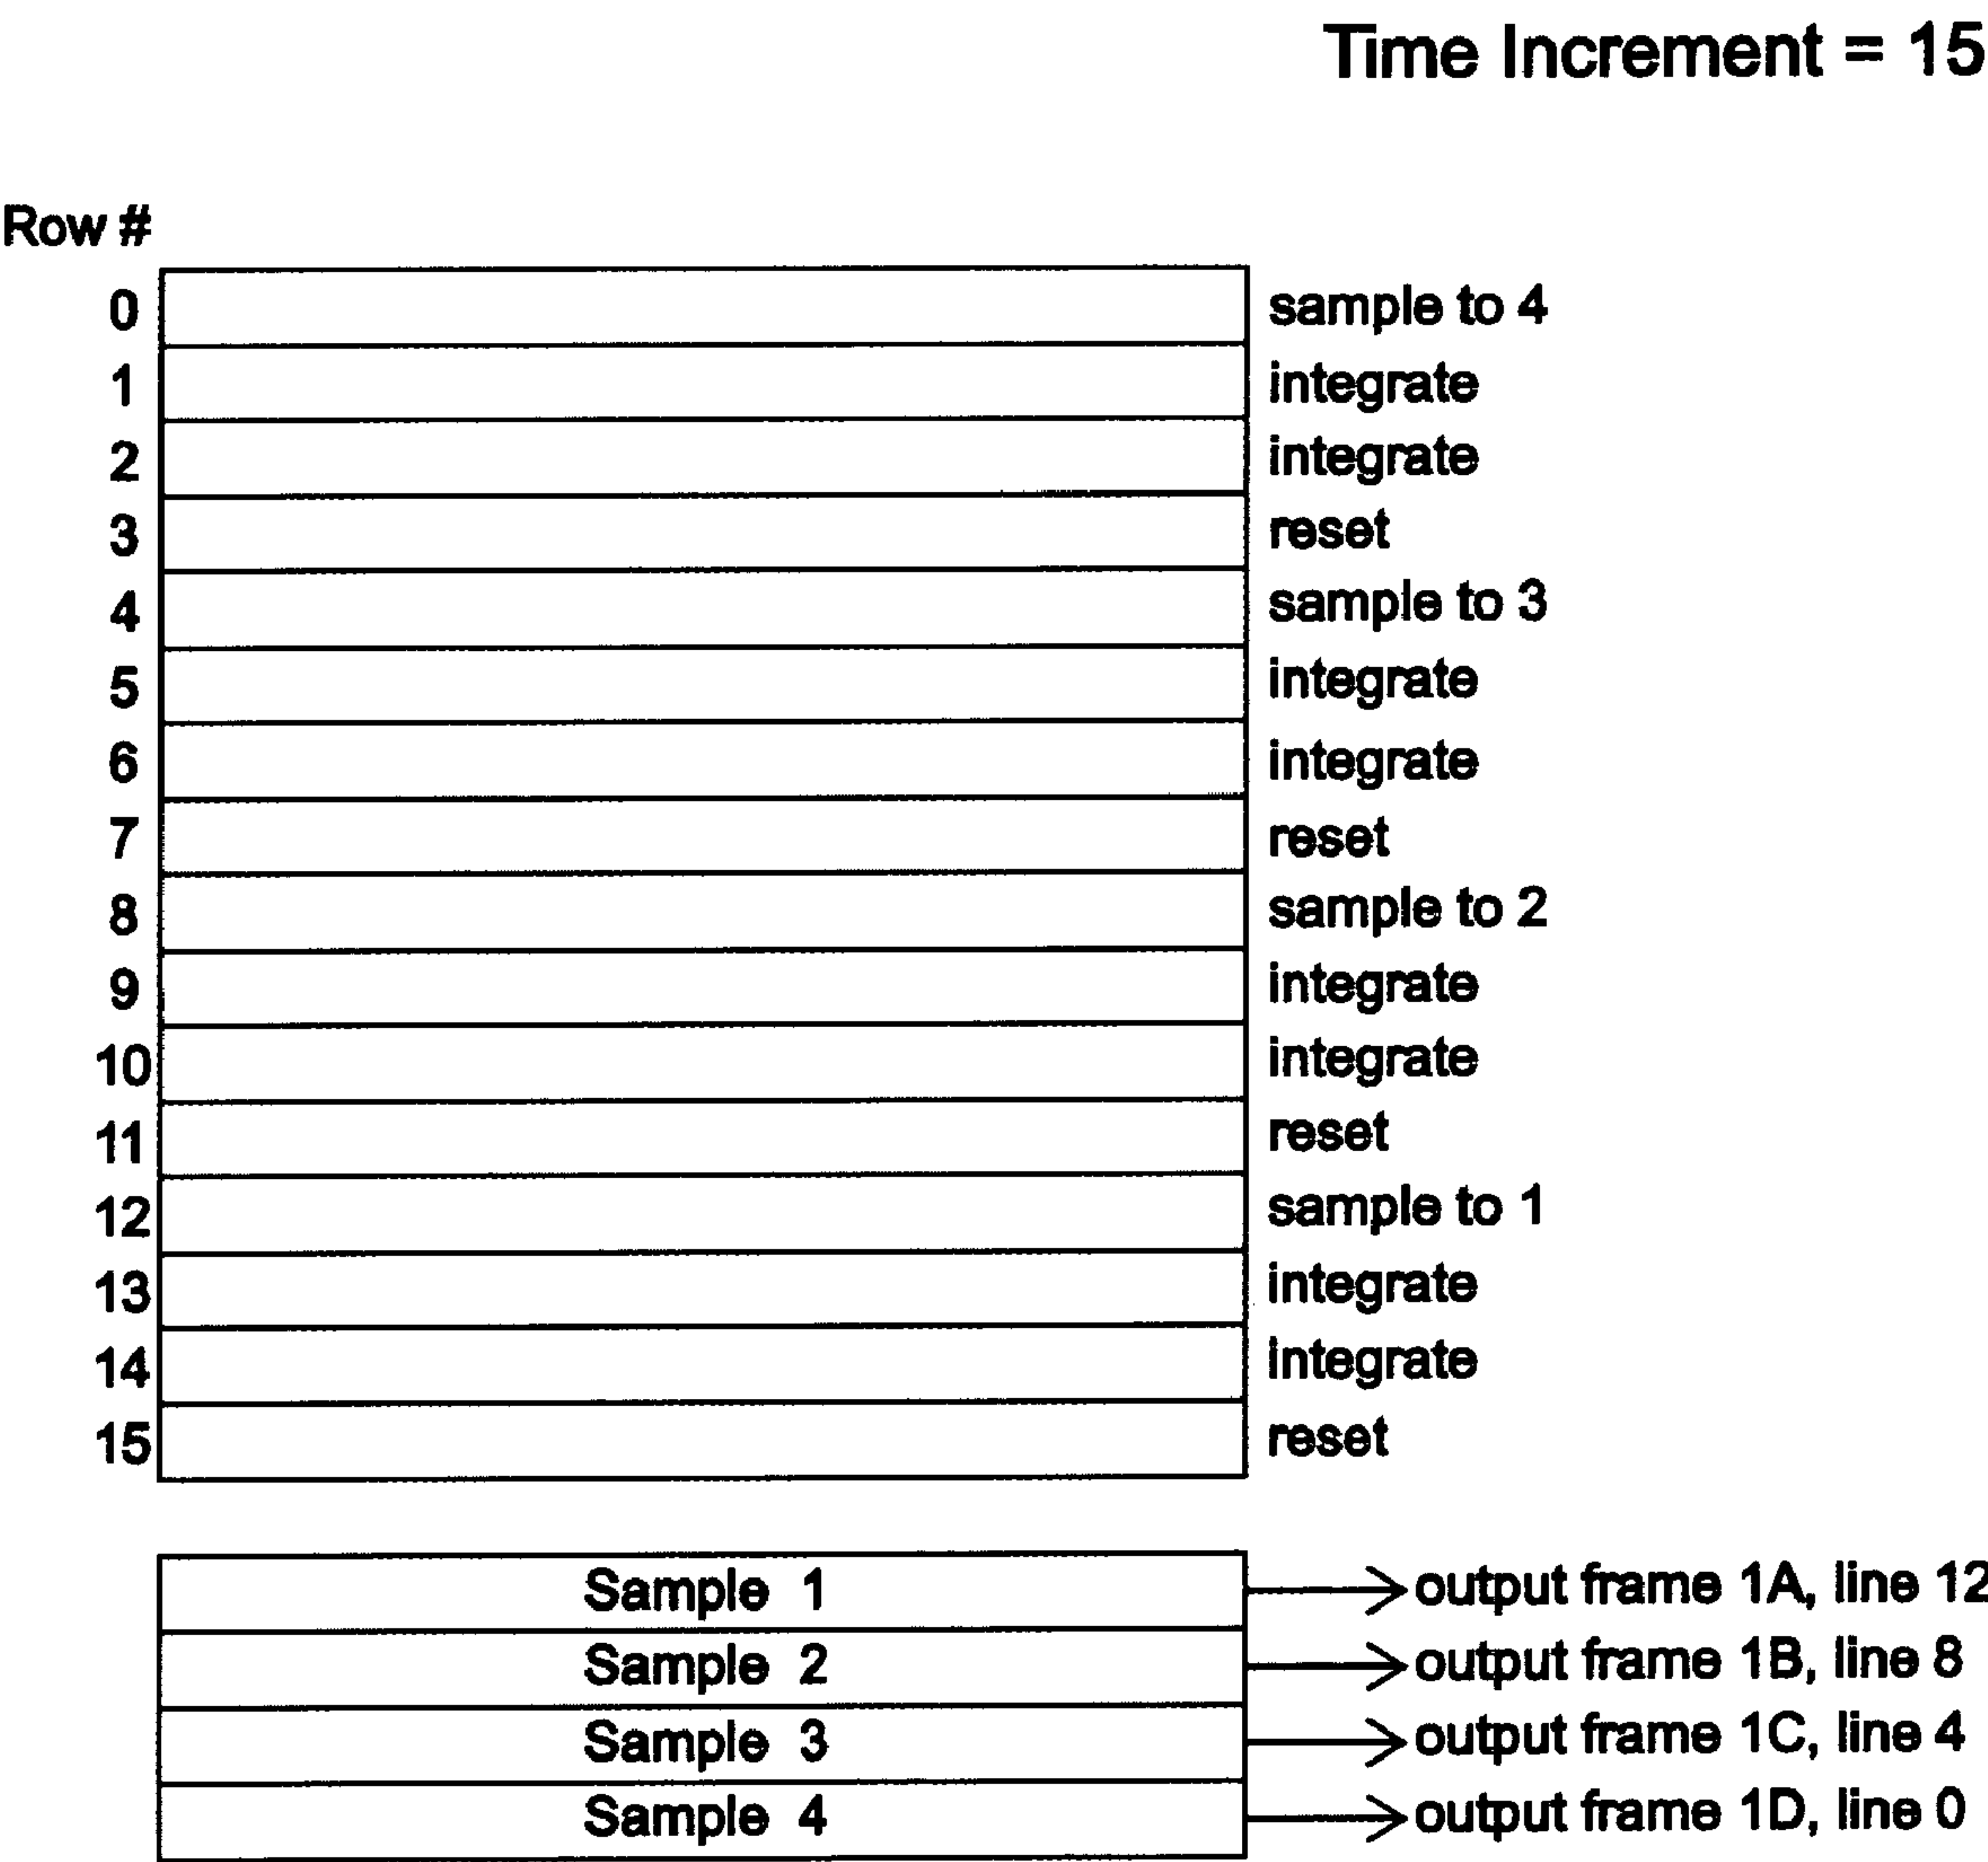 Time Increment = 15
Row #
0 sample to 4
1 integrate
2 integrate
3 reset
4 sample to 3
5 integrate
6 integrate
7 reset
8 sample to 2
9 integrate
10 integrate
11 reset
12 sample to 1
13 integrate
14 integrate
15 reset
Sample 1 output frame 1A, line 12
Sample 2 output frame 1B, line 8
Sample 3 output frame 1C, line 4
Sample 4 output frame 1D, line 0